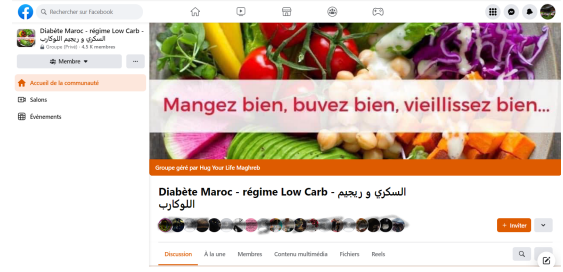 Rechercher sur Facebook
Diabète Maroc - régime Low Carb -
السكري و ريجيم اللوكارب
Groupe (Privé) · 4,5 K membres
Membre
Accueil de la communauté
Salons
Événements
Mangez bien, buvez bien, vieillissez bien...
Groupe géré par Hug Your Life Maghreb
Diabète Maroc - régime Low Carb - السكري و ريجيم
اللوكارب
+ Inviter
Discussion À la une Membres Contenu multimédia Fichiers Reels